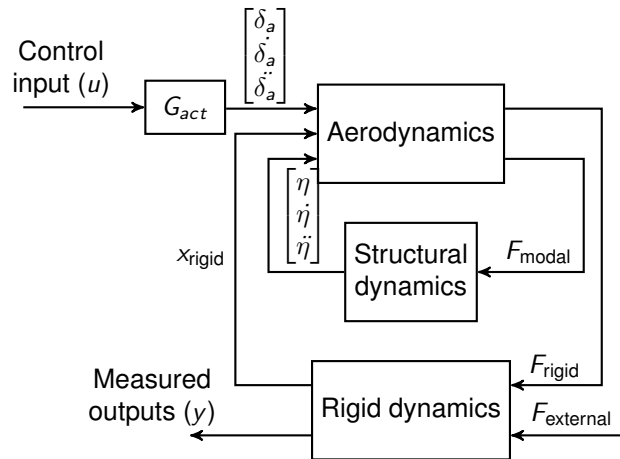 Control
input (u)
G_act
[δ_a
δ̇_a
δ̈_a]
Aerodynamics
[η
η̇
η̈]
x_rigid
Structural
dynamics
F_modal
Measured
outputs (y)
Rigid dynamics
F_rigid
F_external